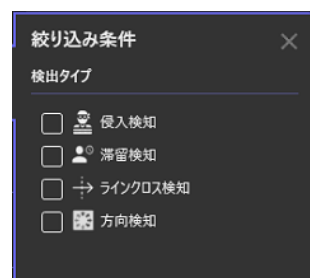 絞り込み条件
検出タイプ
侵入検知
滞留検知
ラインクロス検知
方向検知